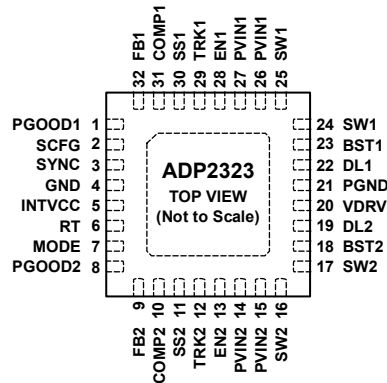 FB1
COMP1
SS1
TRK1
EN1
PVIN1
PVIN1
SW1
32 31 30 29 28 27 26 25
PGOOD1 1
SCFG 2
SYNC 3
GND 4
INTVCC 5
RT 6
MODE 7
PGOOD2 8
ADP2323
TOP VIEW
(Not to Scale)
24 SW1
23 BST1
22 DL1
21 PGND
20 VDRV
19 DL2
18 BST2
17 SW2
9 10 11 12 13 14 15 16
FB2
COMP2
SS2
TRK2
EN2
PVIN2
PVIN2
SW2